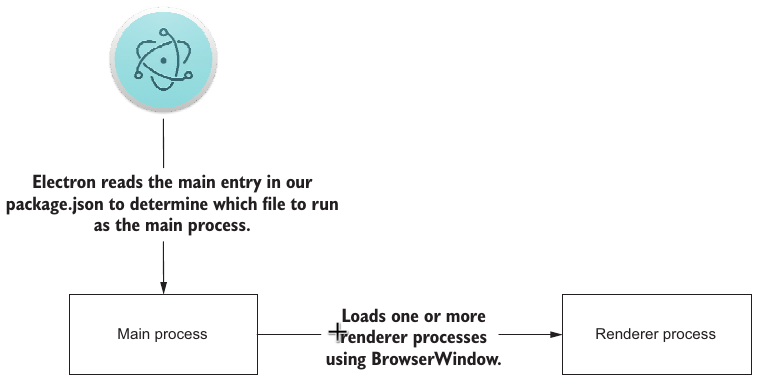 Electron reads the main entry in our
package.json to determine which file to run
as the main process.
Main process
Loads one or more
renderer processes
using BrowserWindow.
Renderer process